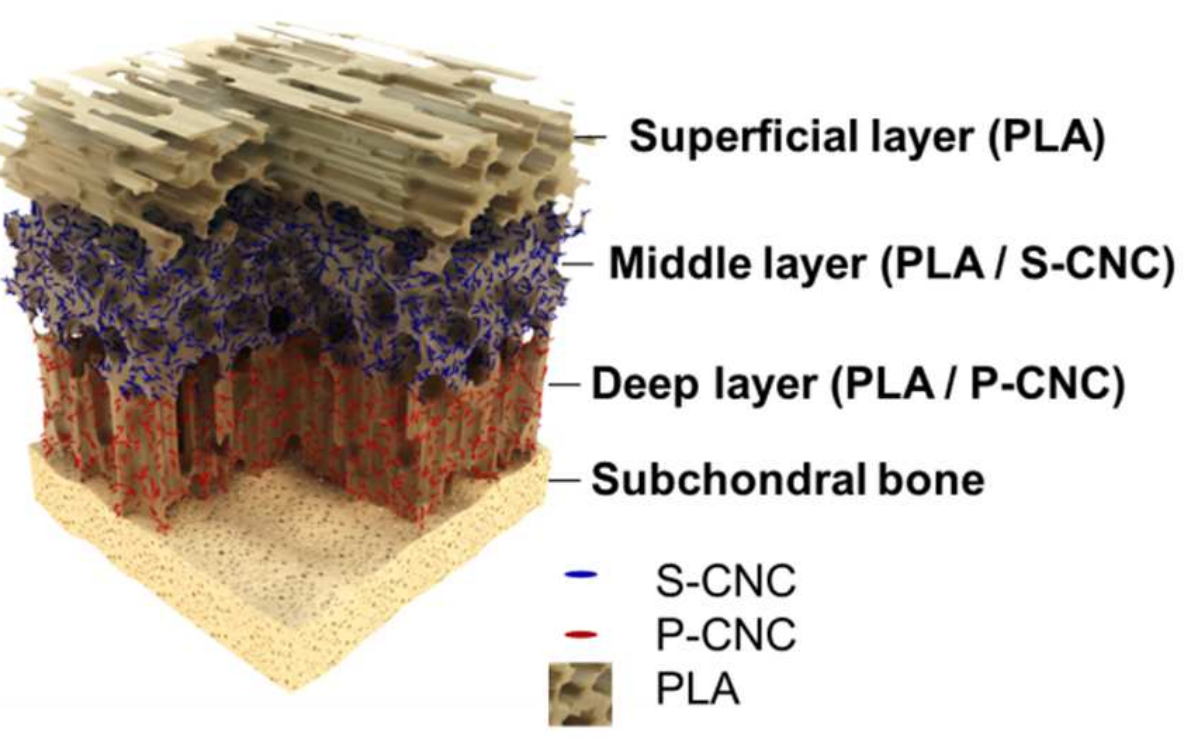 Superficial layer (PLA)
Middle layer (PLA / S-CNC)
Deep layer (PLA / P-CNC)
Subchondral bone
S-CNC
P-CNC
PLA